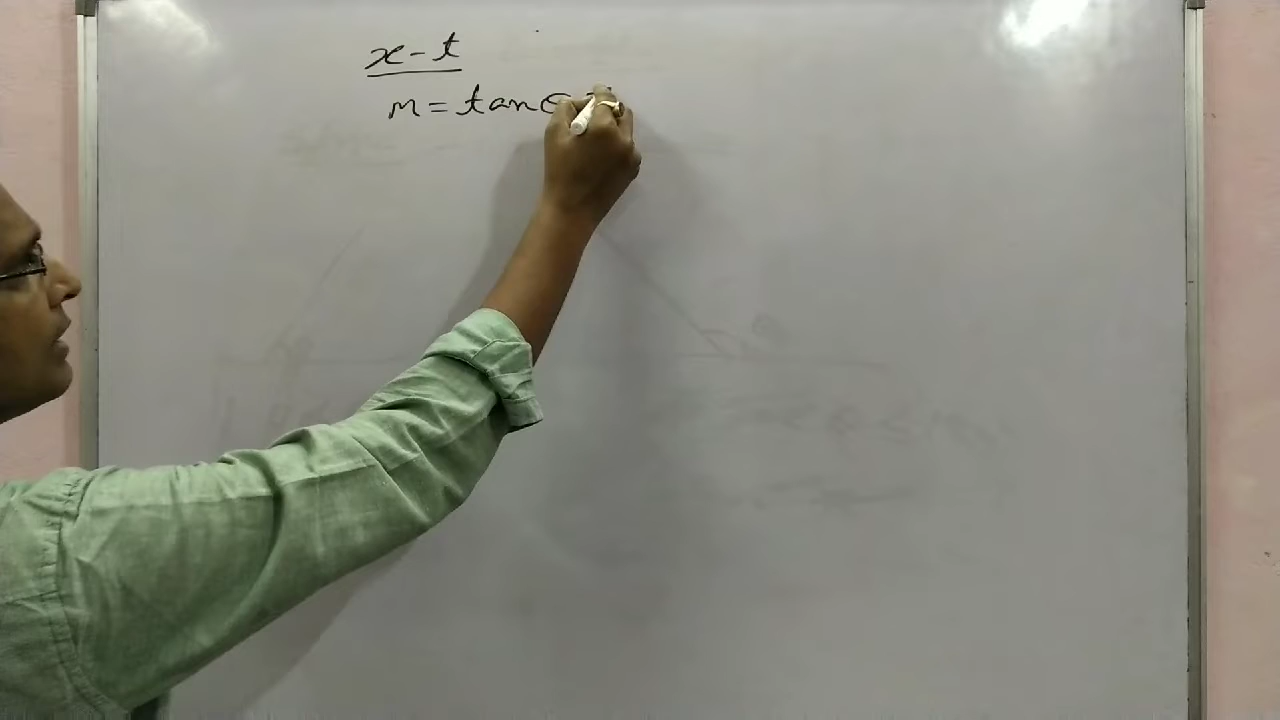 x-t
m = tanθ